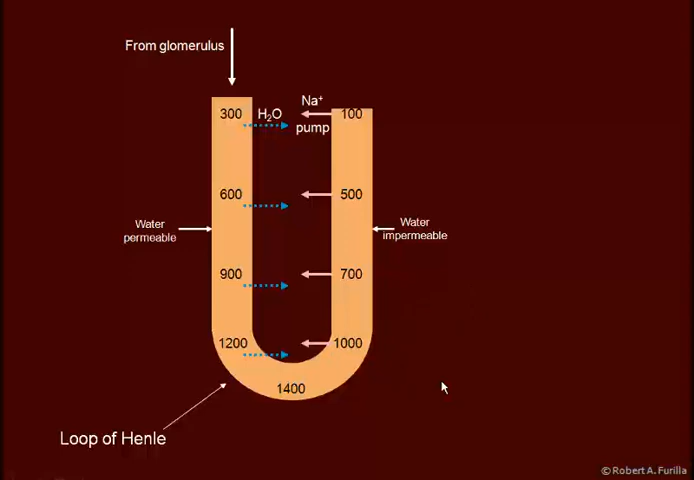 From glomerulus
Na⁺
300
H₂O
100
pump
600
500
Water
permeable
Water
impermeable
900
700
1200
1000
1400
Loop of Henle
© Robert A. Furilla